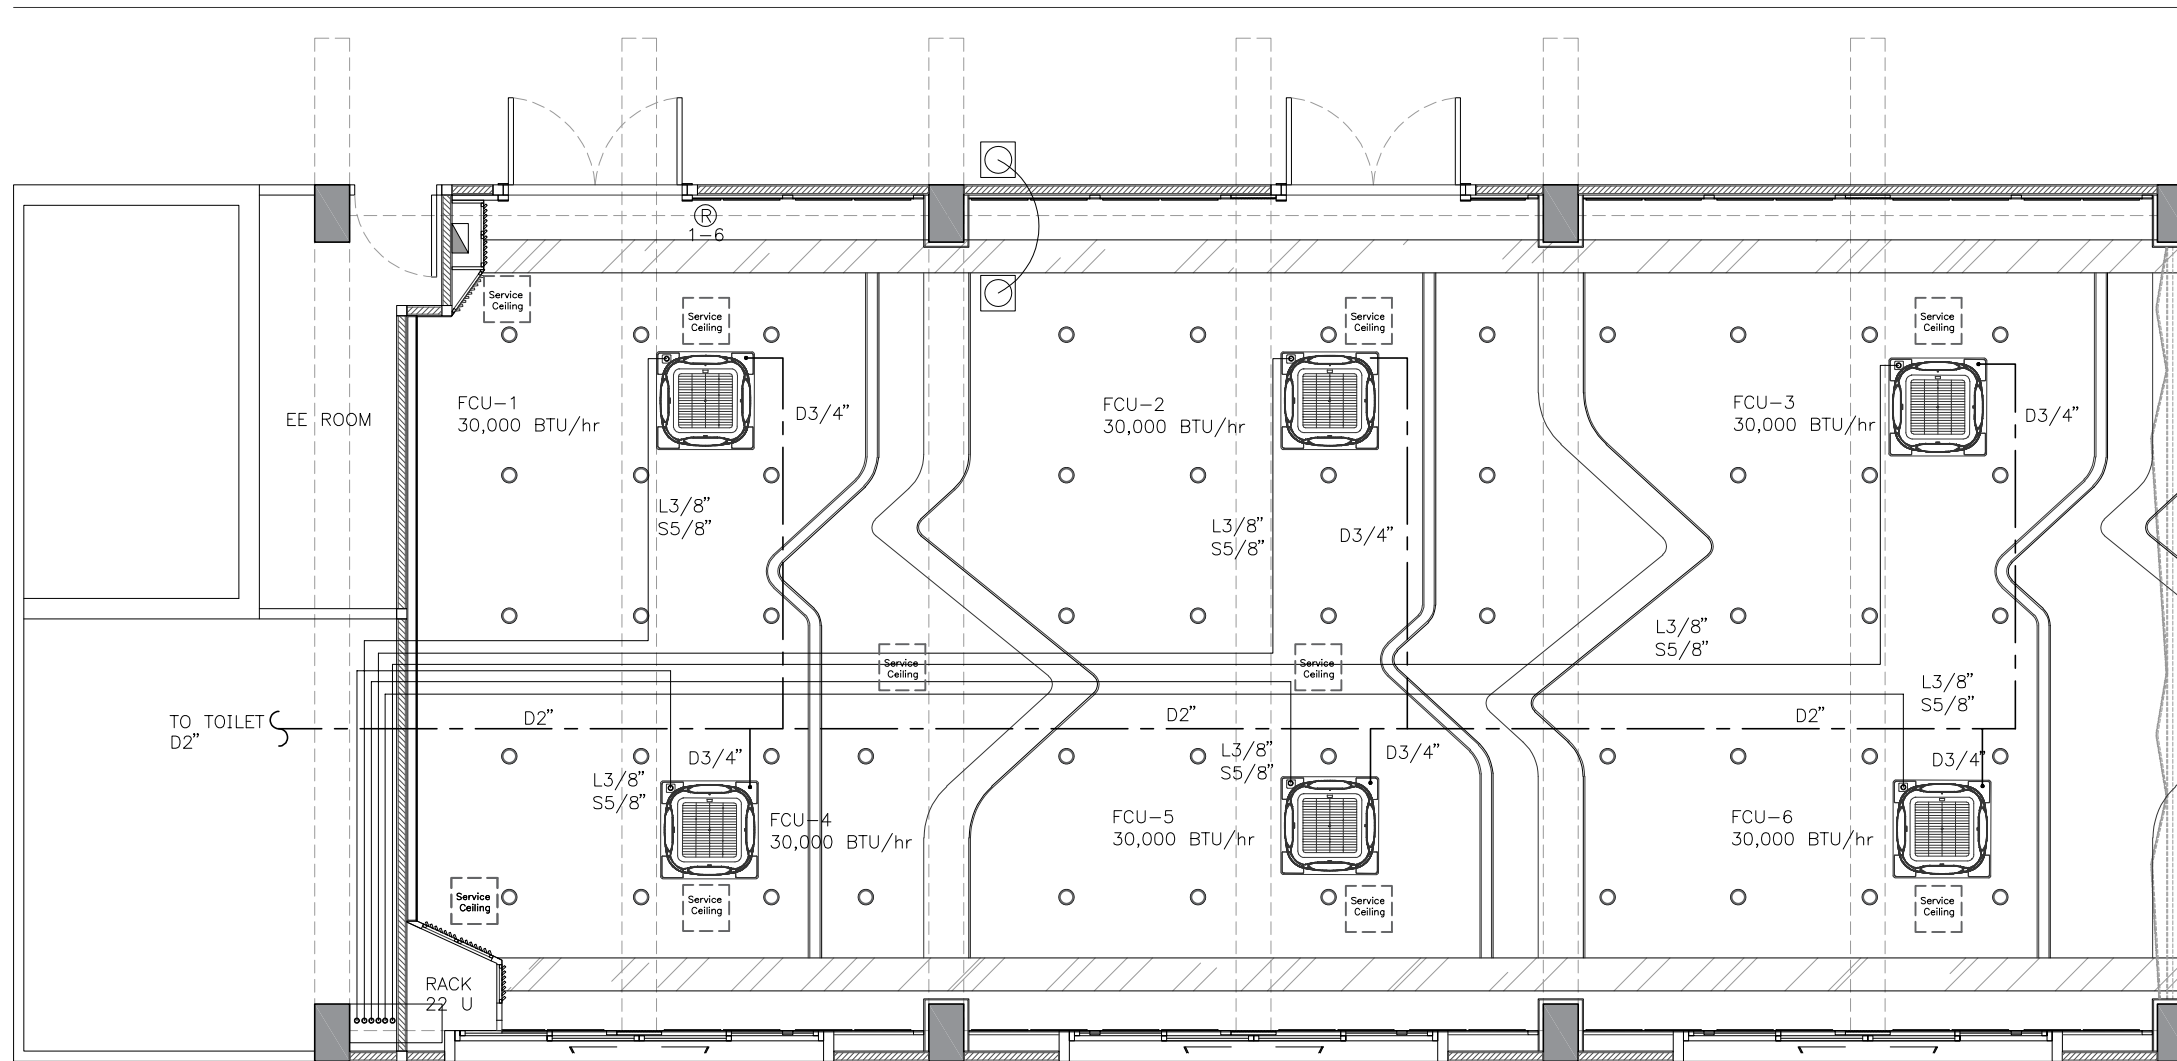 R
1-6
Service
Ceiling
Service
Ceiling
Service
Ceiling
Service
Ceiling
FCU-1
30,000 BTU/hr
D3/4"
FCU-2
30,000 BTU/hr
FCU-3
30,000 BTU/hr
D3/4"
EE ROOM
L3/8"
S5/8"
L3/8"
S5/8"
D3/4"
L3/8"
S5/8"
Service
Ceiling
Service
Ceiling
L3/8"
S5/8"
TO TOILET
D2"
D2"
D2"
D2"
D3/4"
L3/8"
S5/8"
L3/8"
S5/8"
D3/4"
D3/4"
FCU-4
30,000 BTU/hr
FCU-5
30,000 BTU/hr
FCU-6
30,000 BTU/hr
Service
Ceiling
Service
Ceiling
Service
Ceiling
Service
Ceiling
RACK
22 U